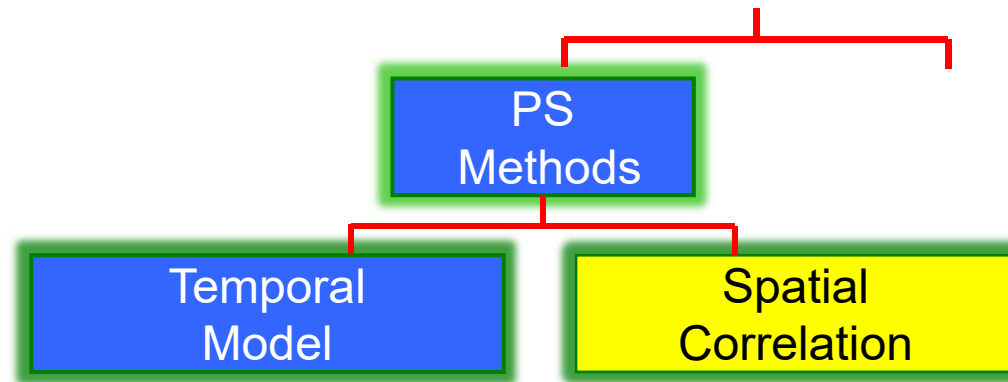 PS
Methods
Temporal
Model
Spatial
Correlation